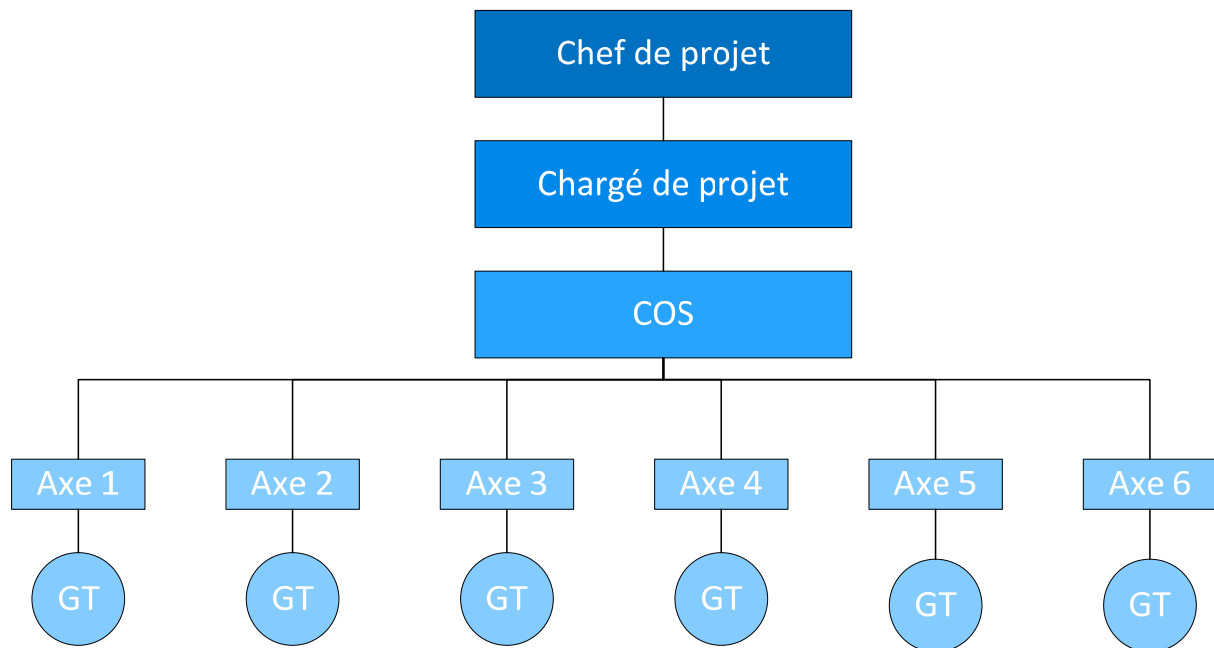 Chef de projet
Chargé de projet
COS
Axe 1 Axe 2 Axe 3 Axe 4 Axe 5 Axe 6
GT GT GT GT GT GT